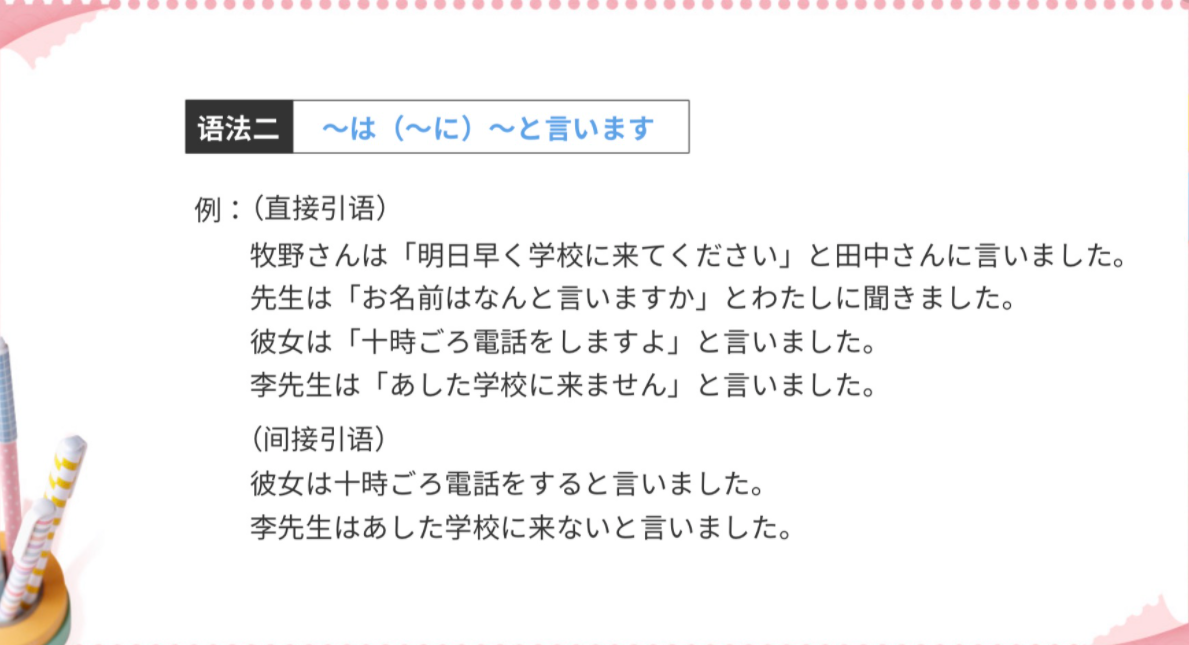 语法二 ～は（～に）～と言います
例：（直接引语）
牧野さんは「明日早く学校に来てください」と田中さんに言いました。
先生は「お名前はなんと言いますか」とわたしに聞きました。
彼女は「十時ごろ電話をしますよ」と言いました。
李先生は「あした学校に来ません」と言いました。
（间接引语）
彼女は十時ごろ電話をすると言いました。
李先生はあした学校に来ないと言いました。